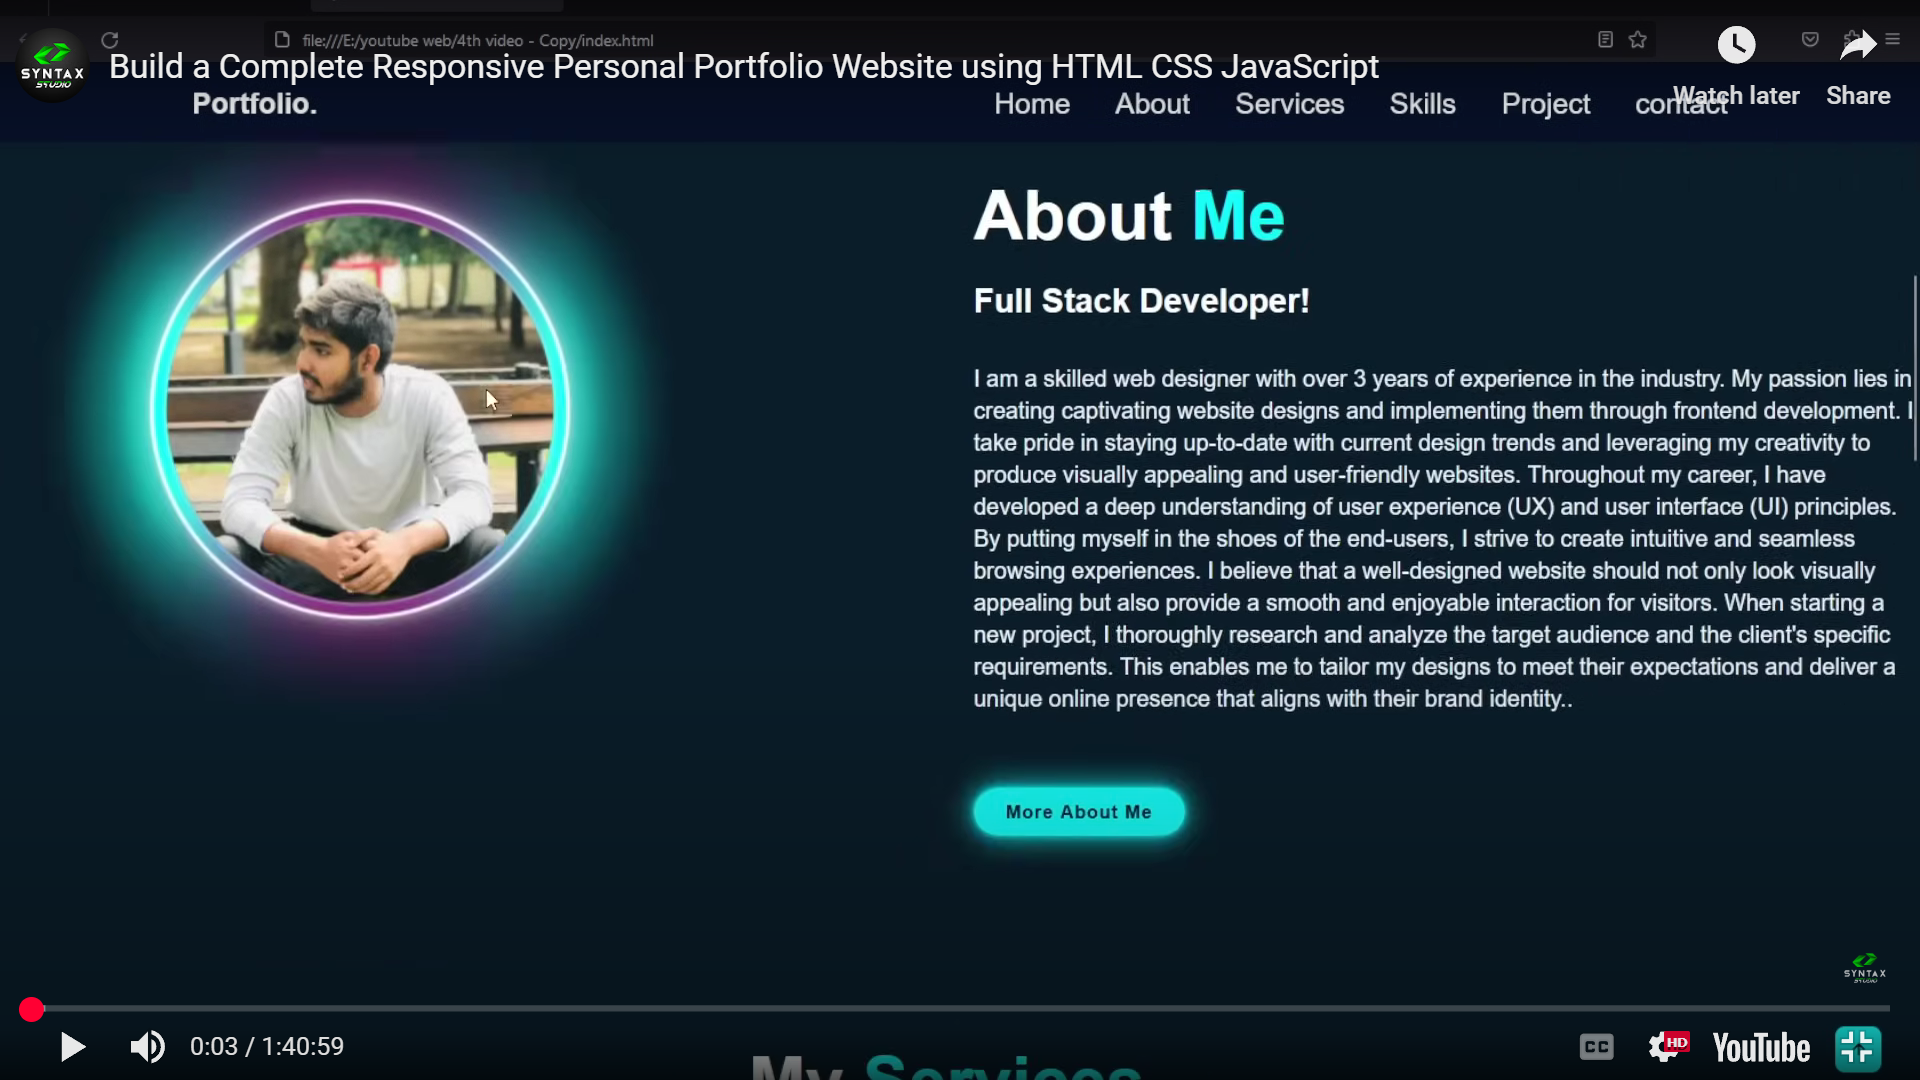 file:///E:/youtube web/4th video - Copy/index.html
SYNTAX
STUDIO
Build a Complete Responsive Personal Portfolio Website using HTML CSS JavaScript
Watch later
Share
Portfolio.
Home
About
Services
Skills
Project
contact
About Me
Full Stack Developer!
I am a skilled web designer with over 3 years of experience in the industry. My passion lies in
creating captivating website designs and implementing them through frontend development. I
take pride in staying up-to-date with current design trends and leveraging my creativity to
produce visually appealing and user-friendly websites. Throughout my career, I have
developed a deep understanding of user experience (UX) and user interface (UI) principles.
By putting myself in the shoes of the end-users, I strive to create intuitive and seamless
browsing experiences. I believe that a well-designed website should not only look visually
appealing but also provide a smooth and enjoyable interaction for visitors. When starting a
new project, I thoroughly research and analyze the target audience and the client's specific
requirements. This enables me to tailor my designs to meet their expectations and deliver a
unique online presence that aligns with their brand identity..
More About Me
SYNTAX
STUDIO
0:03 / 1:40:59
CC
HD
YouTube
My Services